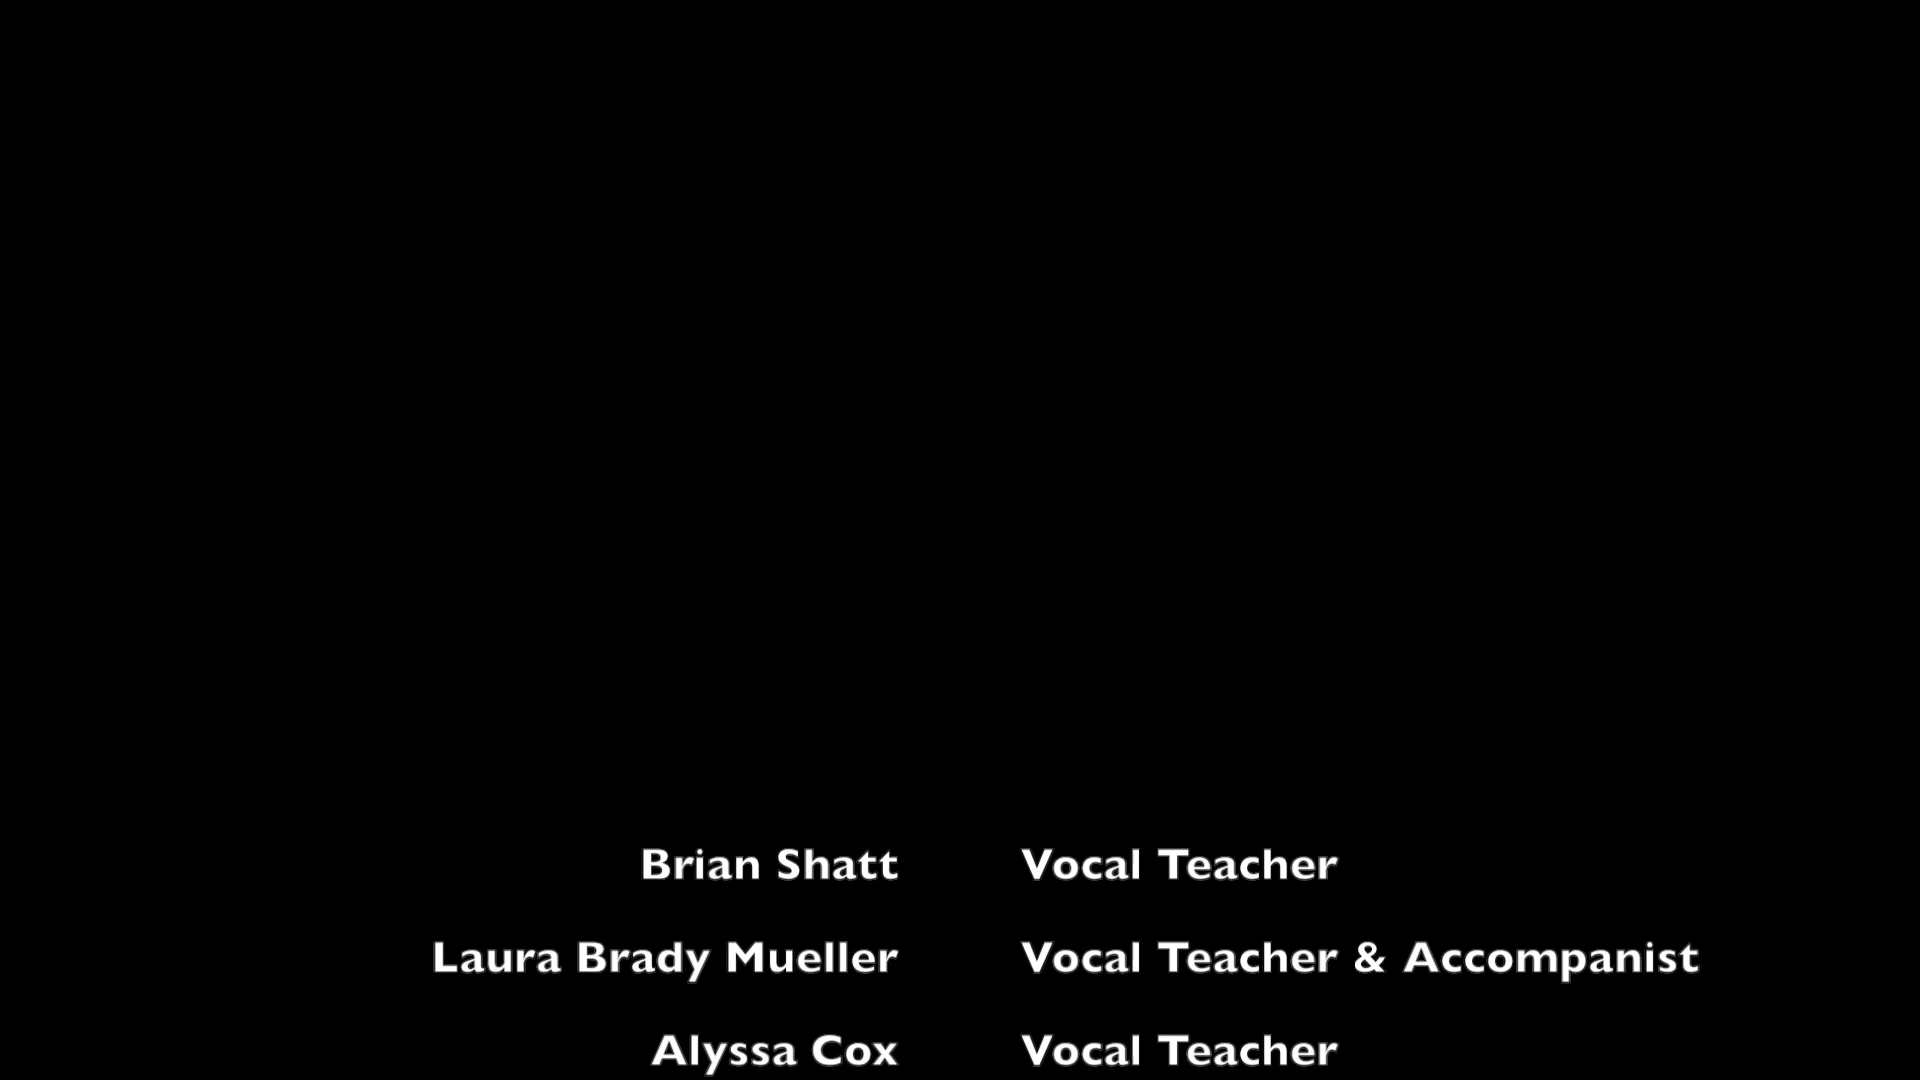 Brian Shatt Vocal Teacher
Laura Brady Mueller Vocal Teacher & Accompanist
Alyssa Cox Vocal Teacher